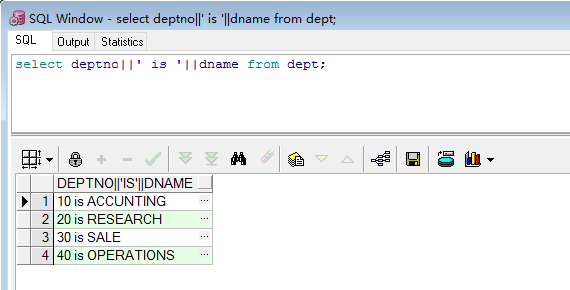 SQL Window - select deptno||' is '||dname from dept;
SQL Output Statistics
select deptno||' is '||dname from dept;
DEPTNO||'IS'||DNAME
1 10 is ACCUNTING ...
2 20 is RESEARCH ...
3 30 is SALE ...
4 40 is OPERATIONS ...